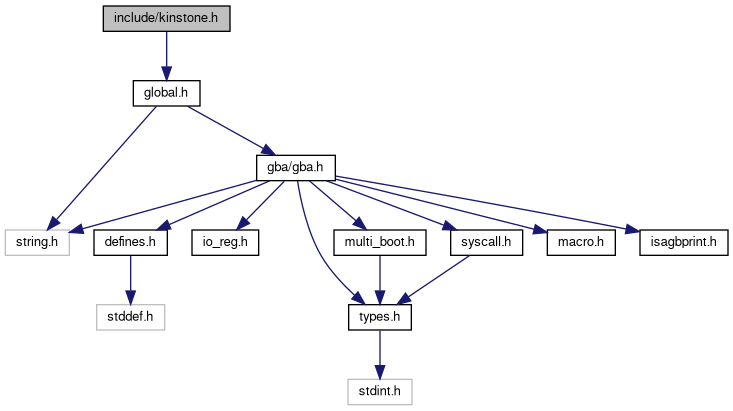 include/kinstone.h
global.h
gba/gba.h
string.h
defines.h
io_reg.h
multi_boot.h
syscall.h
macro.h
isagbprint.h
stddef.h
types.h
stdint.h